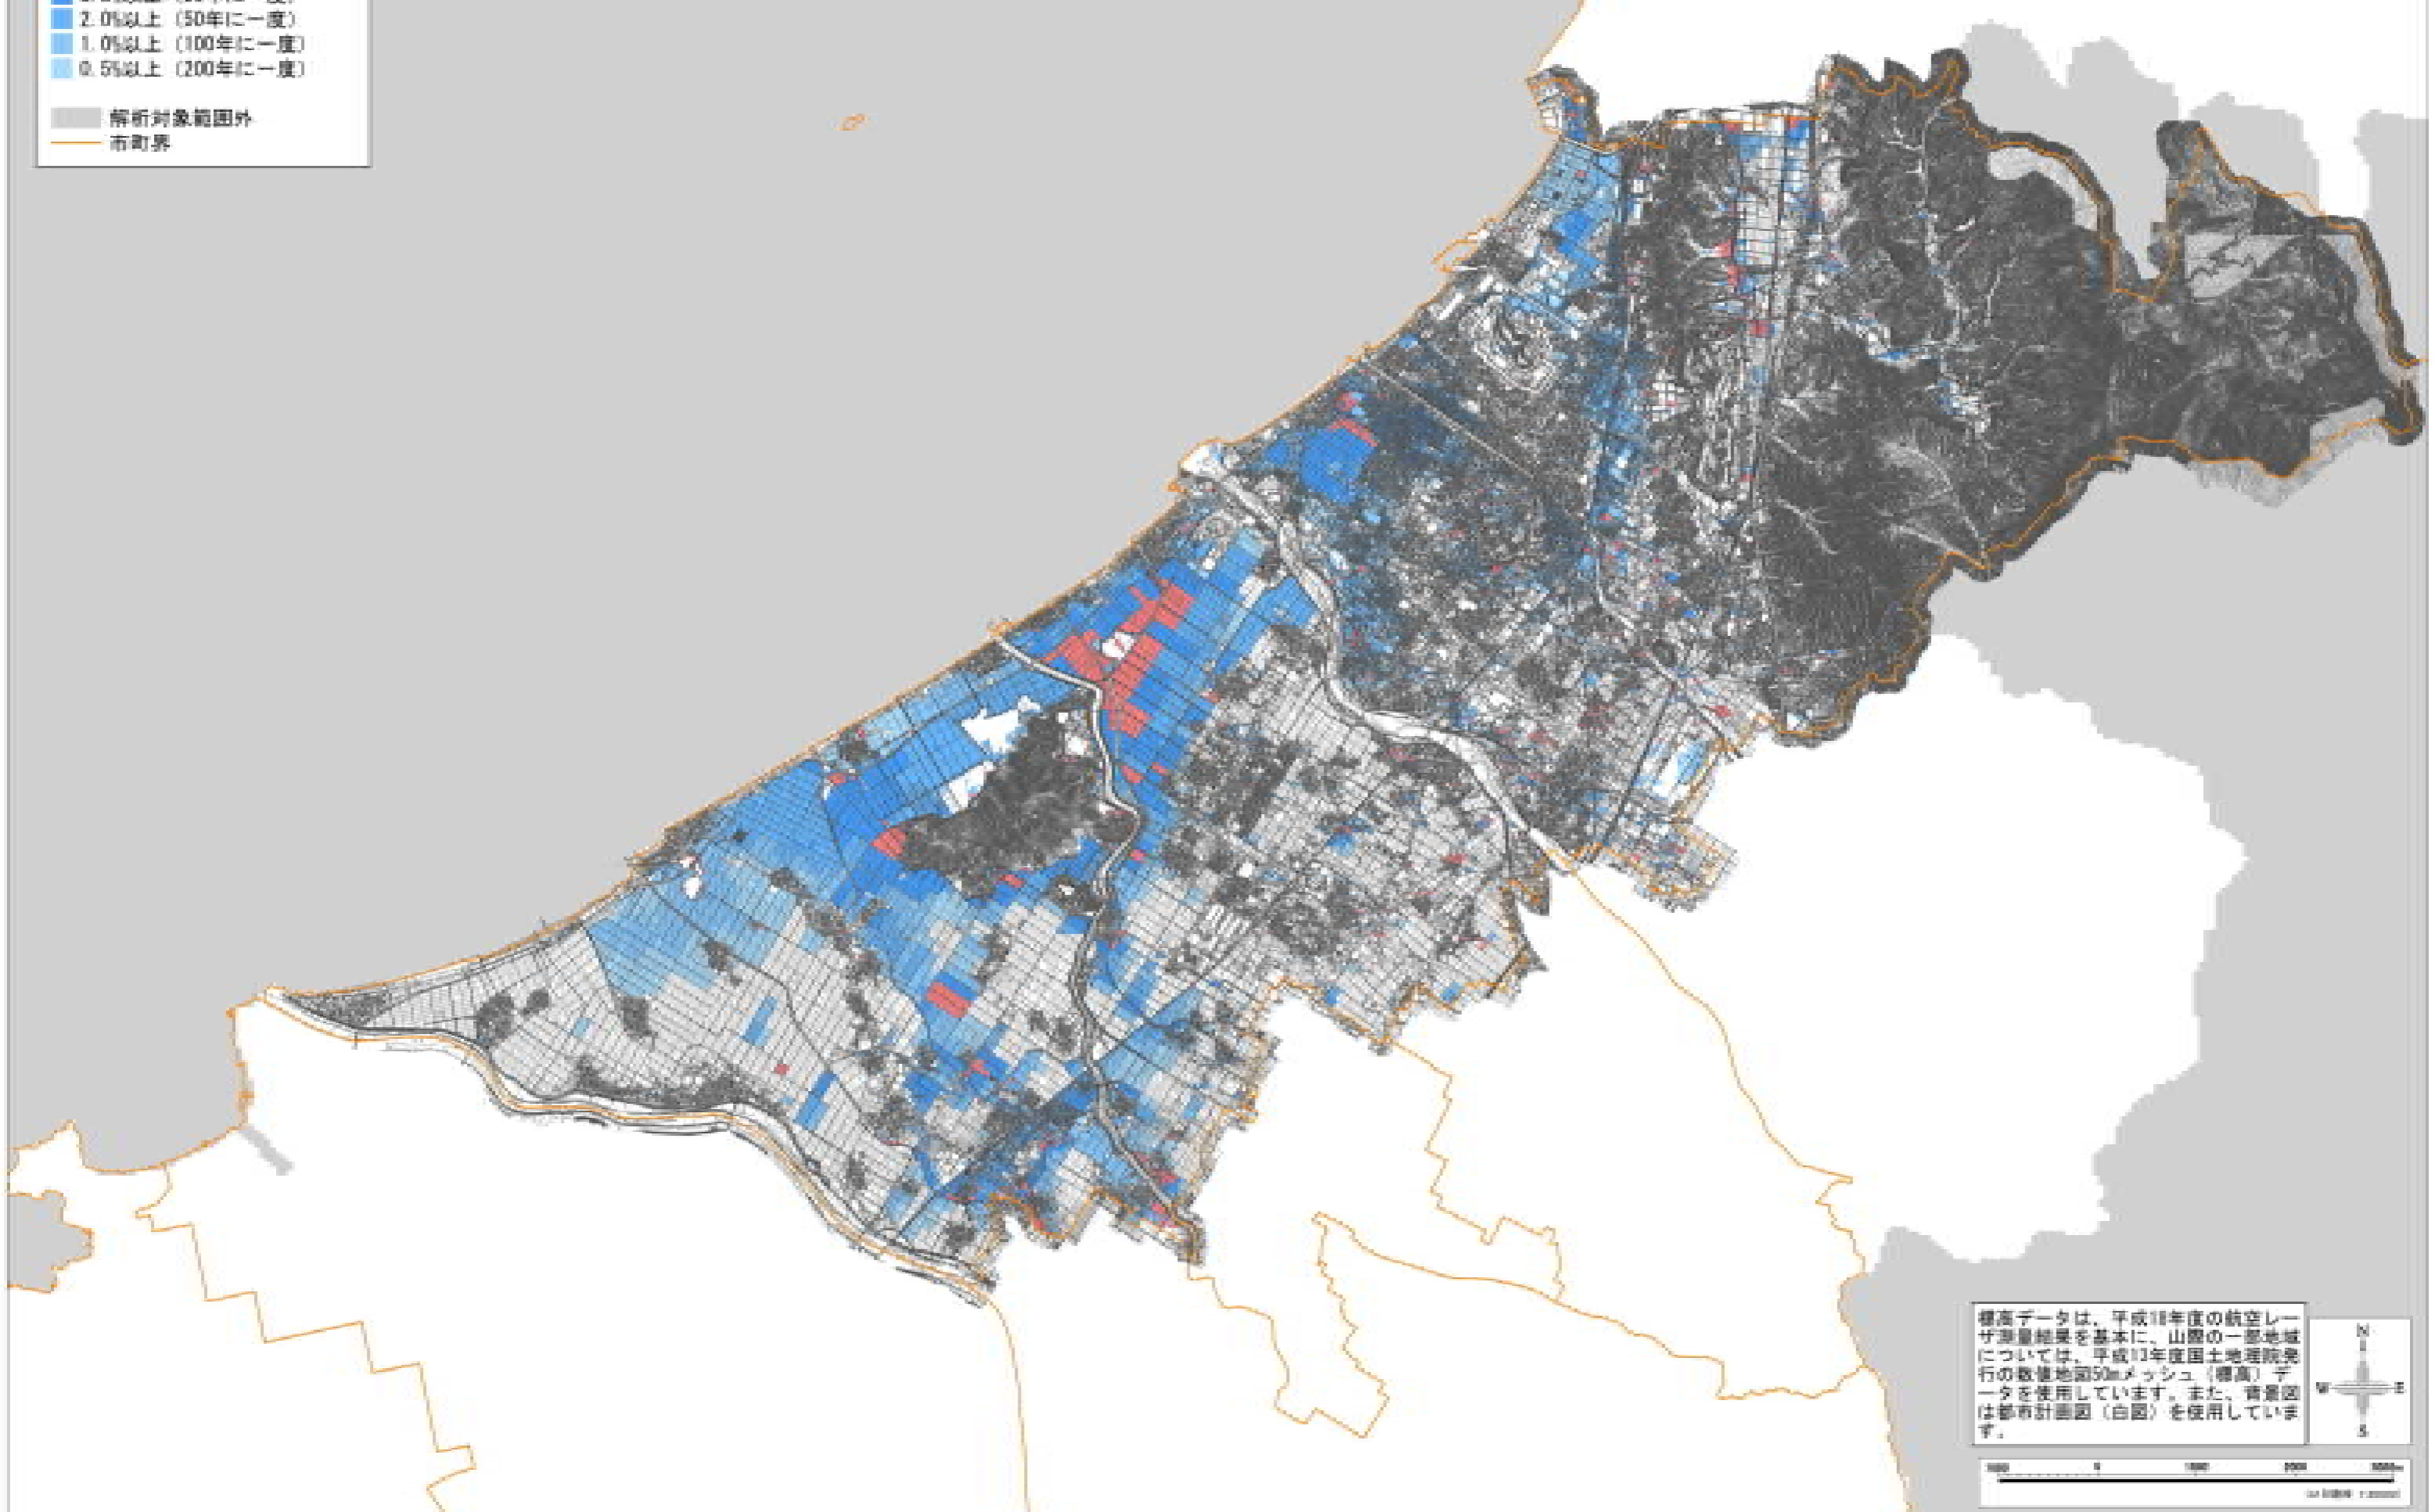 2.0%以上（50年に一度）
1.0%以上（100年に一度）
0.5%以上（200年に一度）
解析対象範囲外
市町界
標高データは、平成18年度の航空レー
ザ測量結果を基本に、山間の一部地域
については、平成13年度国土地理院発
行の数値地図50mメッシュ（標高）デ
ータを使用しています。また、背景図
は都市計画図（白図）を使用していま
す。
N
W E
S
0 1000 2000 3000m